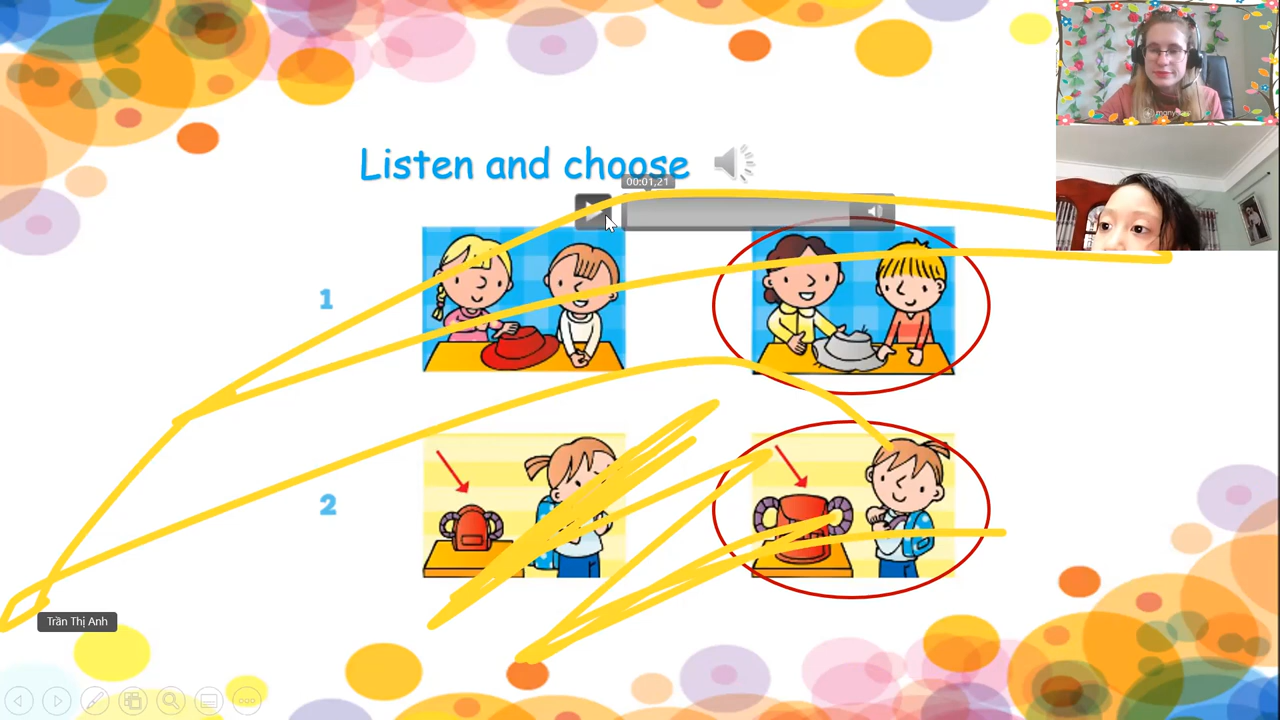 Listen and choose
00:01,21
1
2
Trần Thị Anh